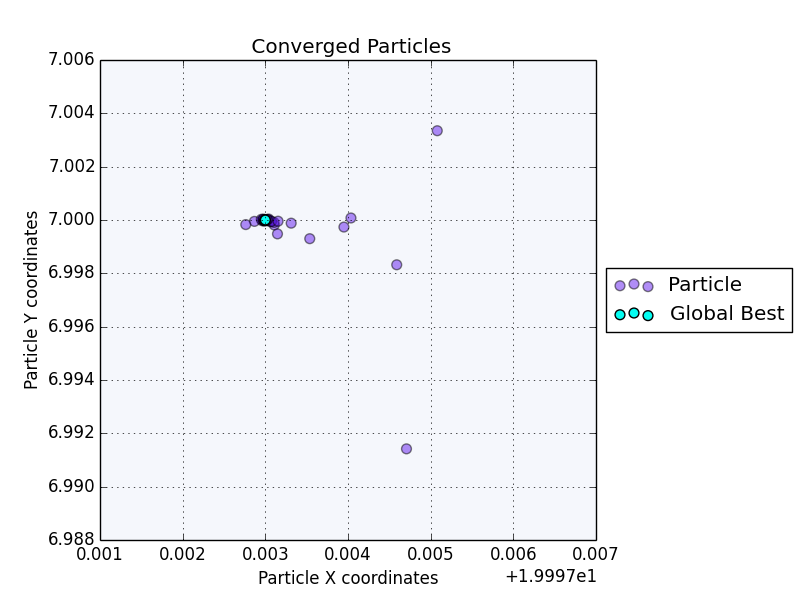 Converged Particles
7.006
7.004
7.002
7.000
6.998
6.996
6.994
6.992
6.990
6.988
Particle Y coordinates
0.001 0.002 0.003 0.004 0.005 0.006 0.007
Particle X coordinates
+1.9997e1
Particle
Global Best